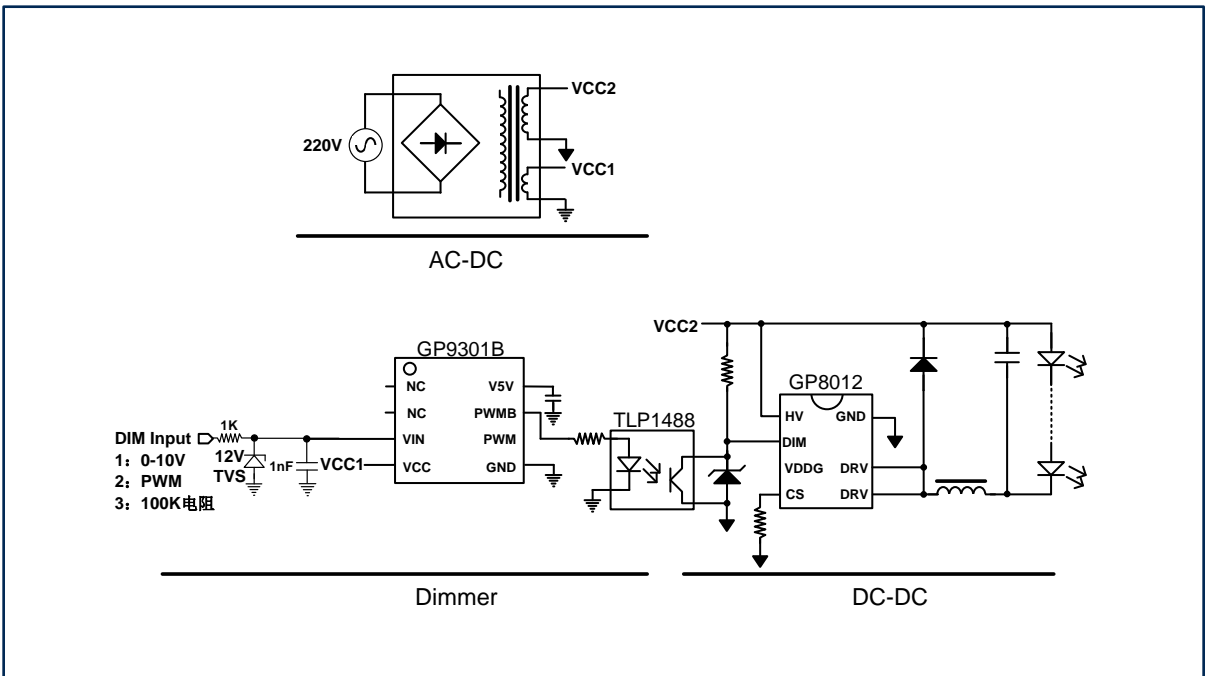 VCC2
220V
VCC1
AC-DC
VCC2
GP9301B
GP8012
NC
V5V
NC
PWMB
TLP1488
HV
GND
DIM Input
1K
VIN
PWM
DIM
1：0-10V
12V
1nF
VCC1
VCC
GND
VDDG
DRV
2：PWM
TVS
3：100K电阻
CS
DRV
Dimmer
DC-DC